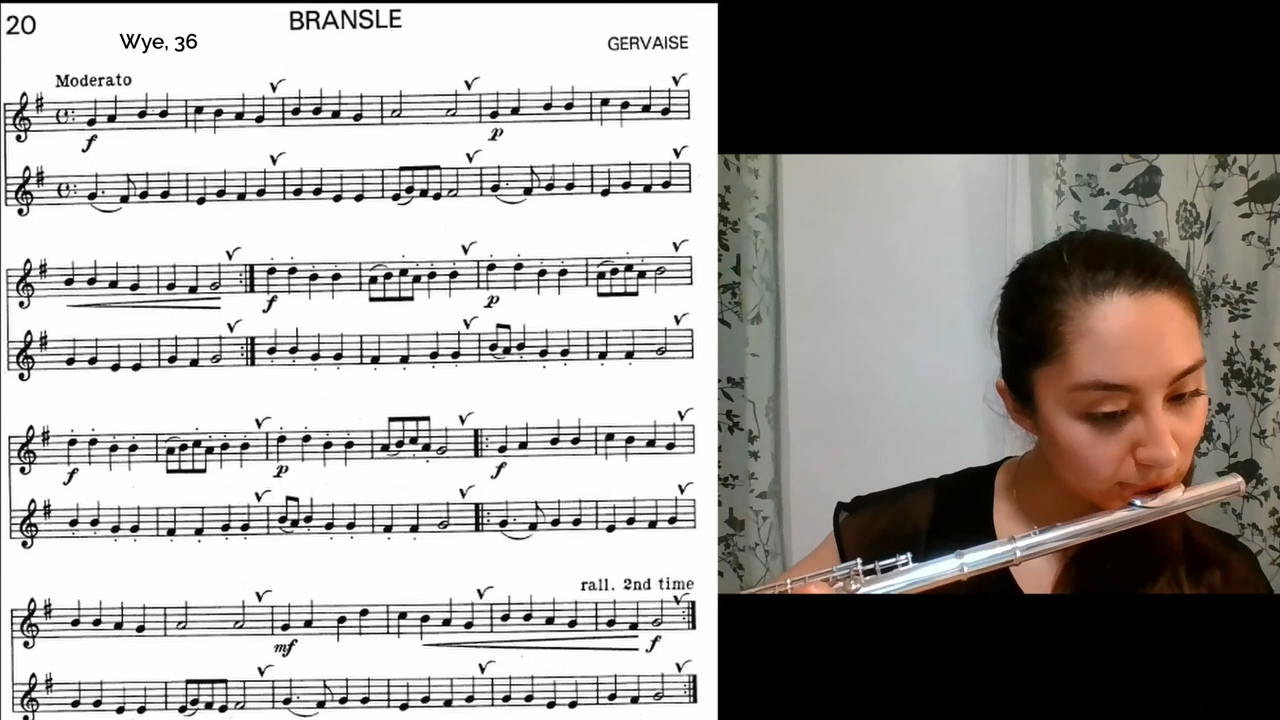 20
BRANSLE
Wye, 36
GERVAISE
Moderato
f
p
f
p
f
p
f
rall. 2nd time
mf
f